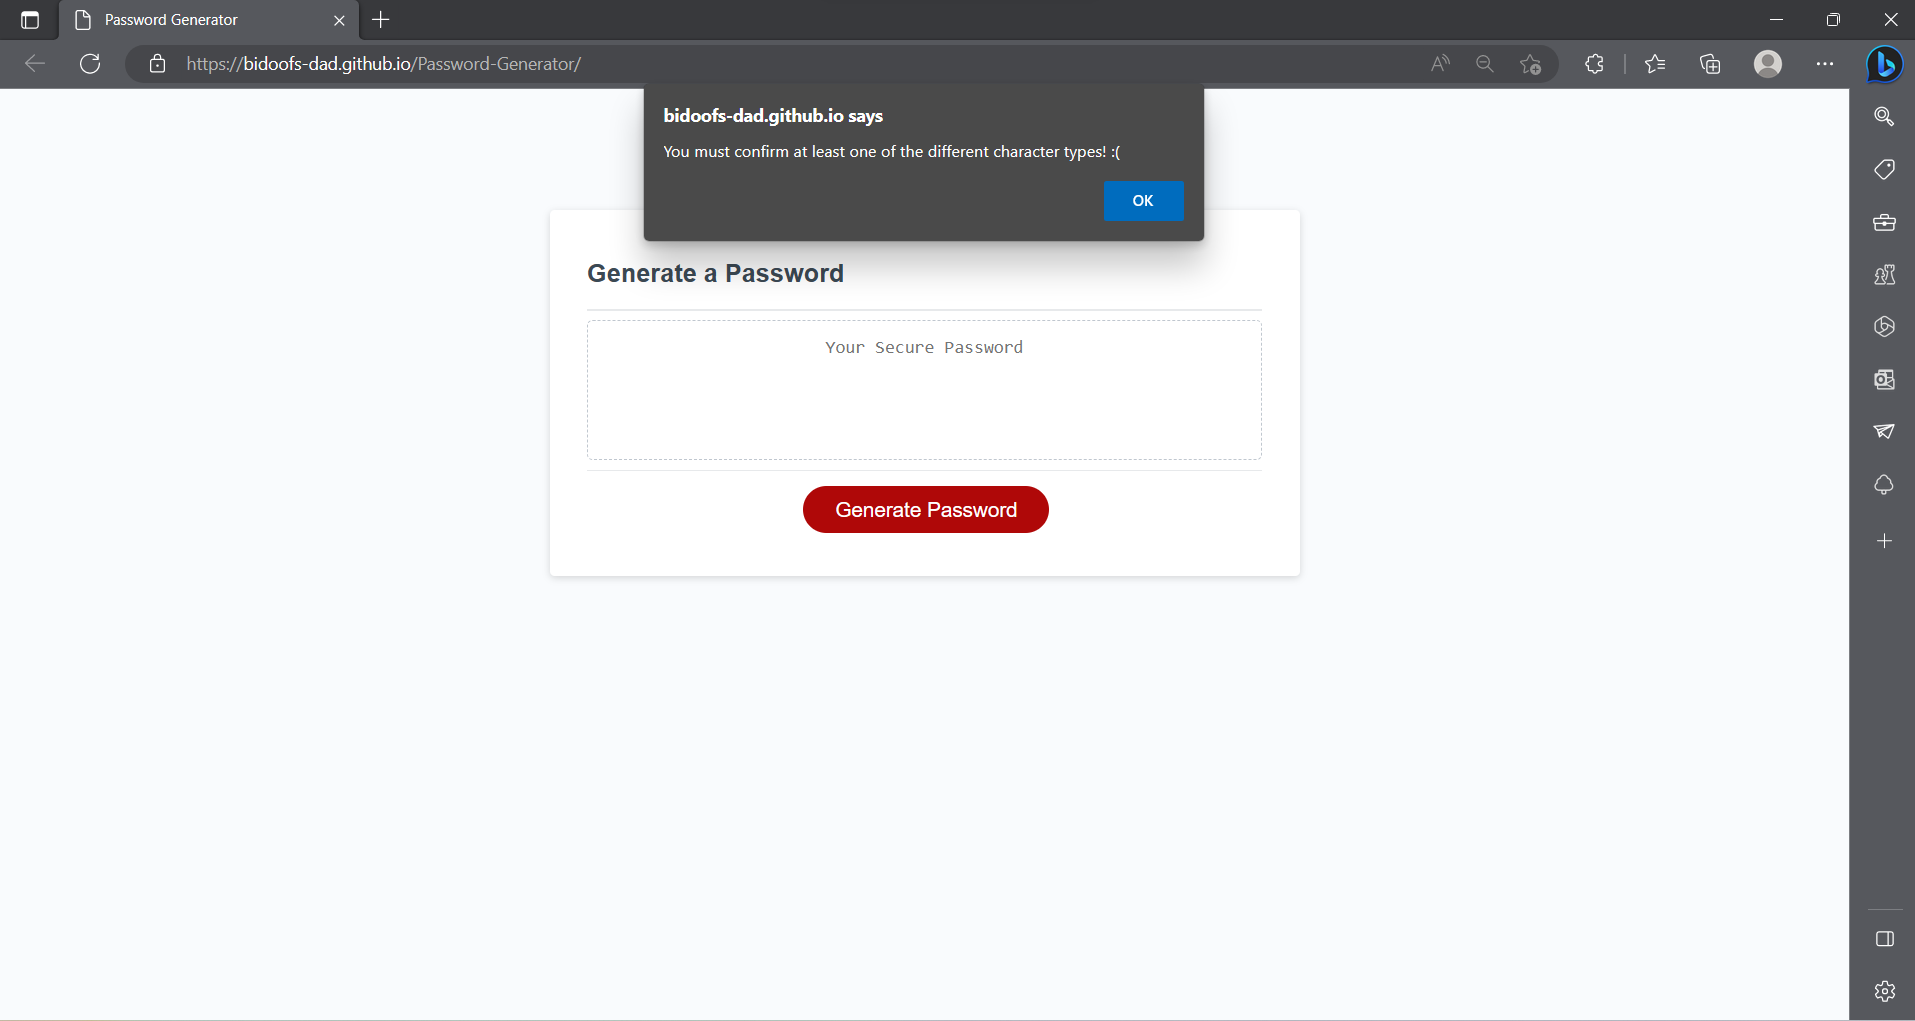 Password Generator
https://bidoofs-dad.github.io/Password-Generator/
bidoofs-dad.github.io says
You must confirm at least one of the different character types! :(
OK
Generate a Password
Your Secure Password
Generate Password